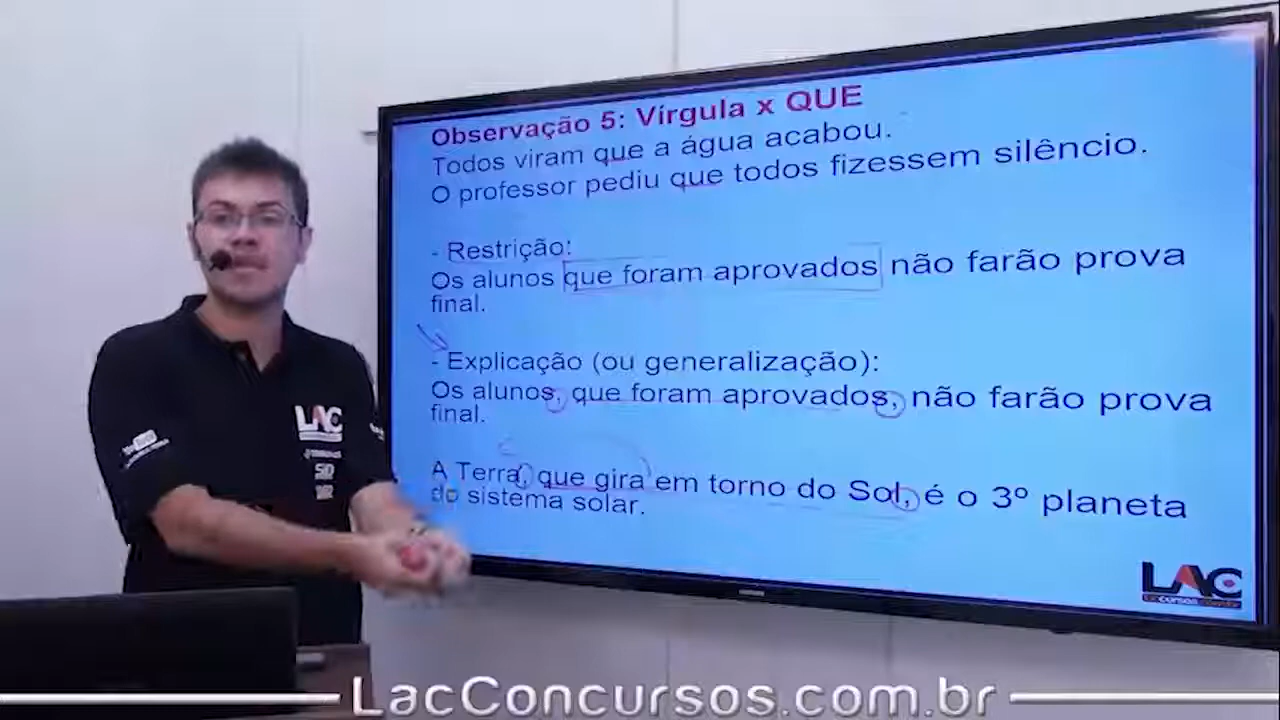 Observação 5: Vírgula x QUE
Todos viram que a água acabou.
O professor pediu que todos fizessem silêncio.
- Restrição:
Os alunos que foram aprovados não farão prova
final.
- Explicação (ou generalização):
Os alunos, que foram aprovados, não farão prova
final.
A Terra, que gira em torno do Sol, é o 3º planeta
do sistema solar.
LAC
LAC
LacConcursos.com.br